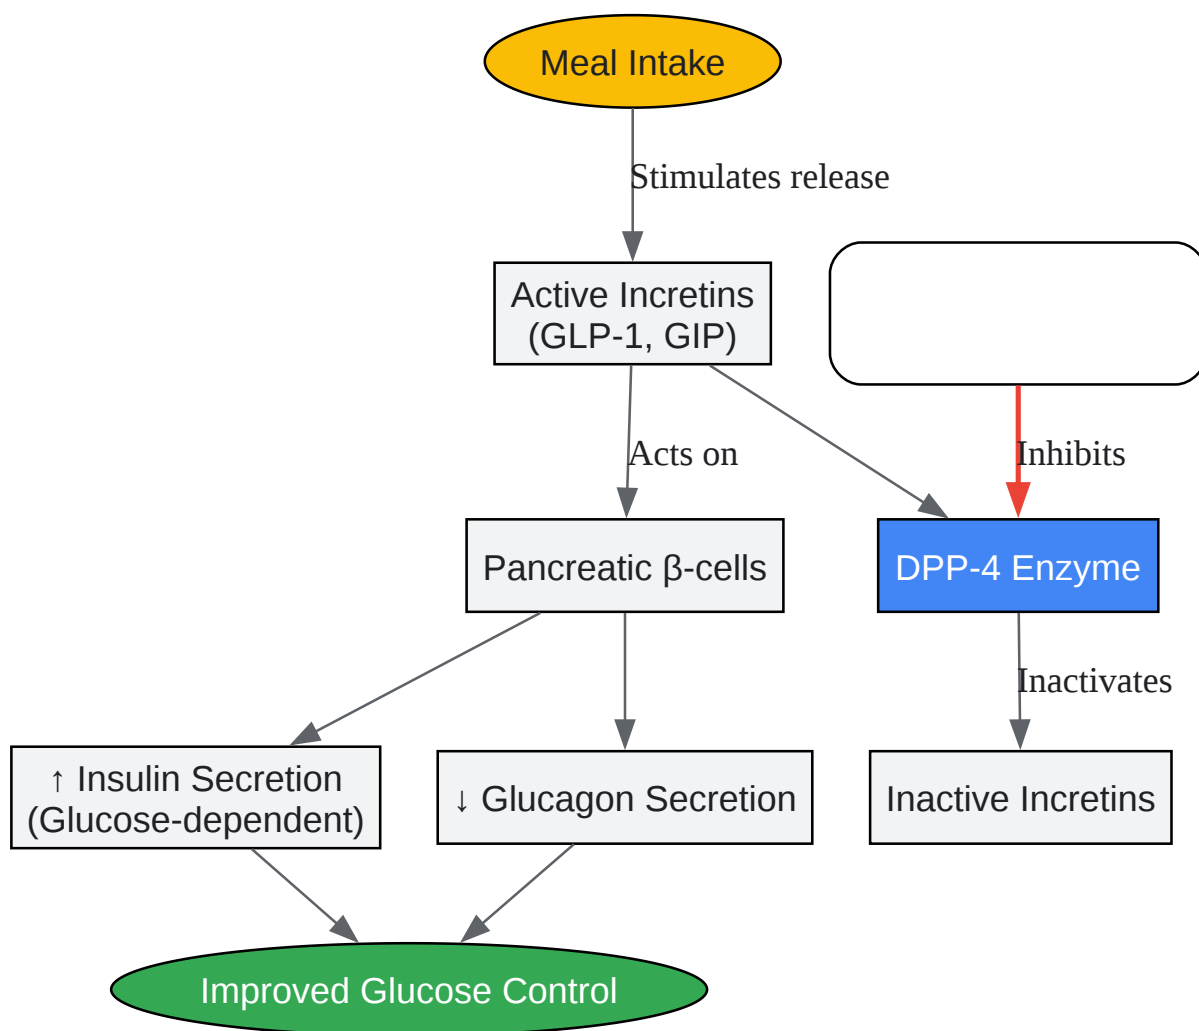 Meal Intake
Stimulates release
Active Incretins
(GLP-1, GIP)
Acts on
Inhibits
Pancreatic β-cells
DPP-4 Enzyme
Inactivates
↑ Insulin Secretion
(Glucose-dependent)
↓ Glucagon Secretion
Inactive Incretins
Improved Glucose Control